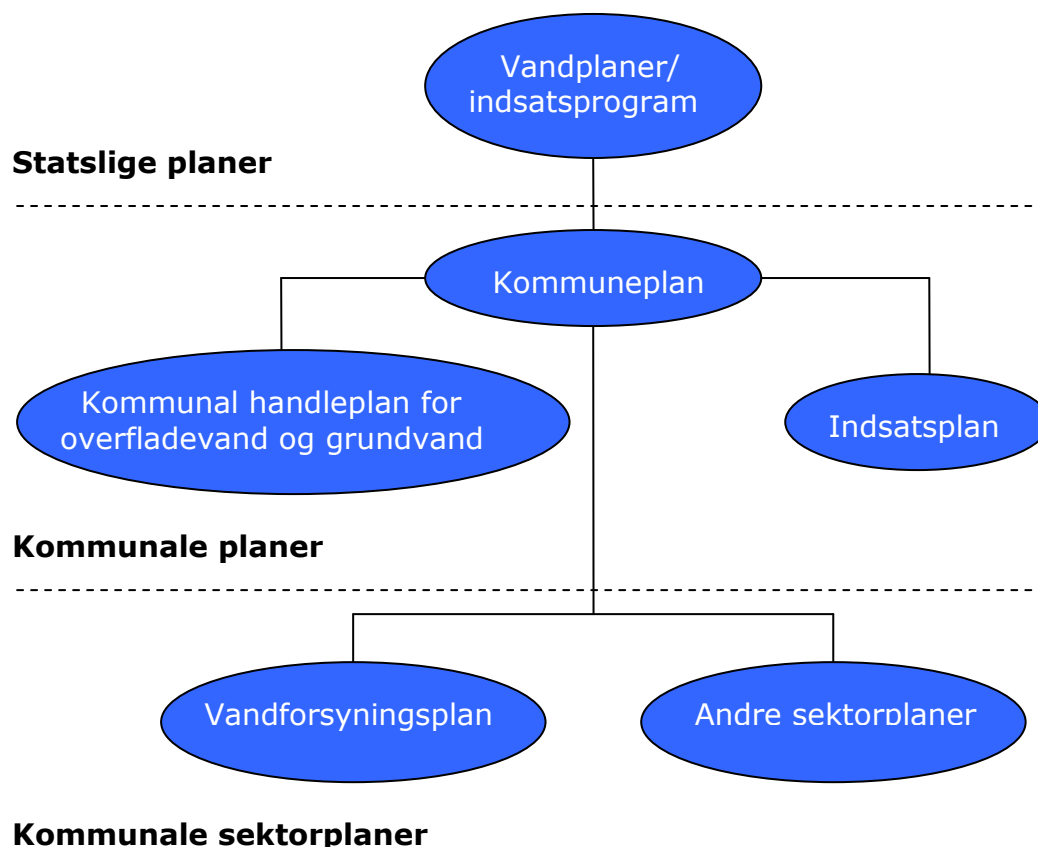 Vandplaner/
indsatsprogram
Statslige planer
Kommuneplan
Kommunal handleplan for
overfladevand og grundvand
Indsatsplan
Kommunale planer
Vandforsyningsplan
Andre sektorplaner
Kommunale sektorplaner